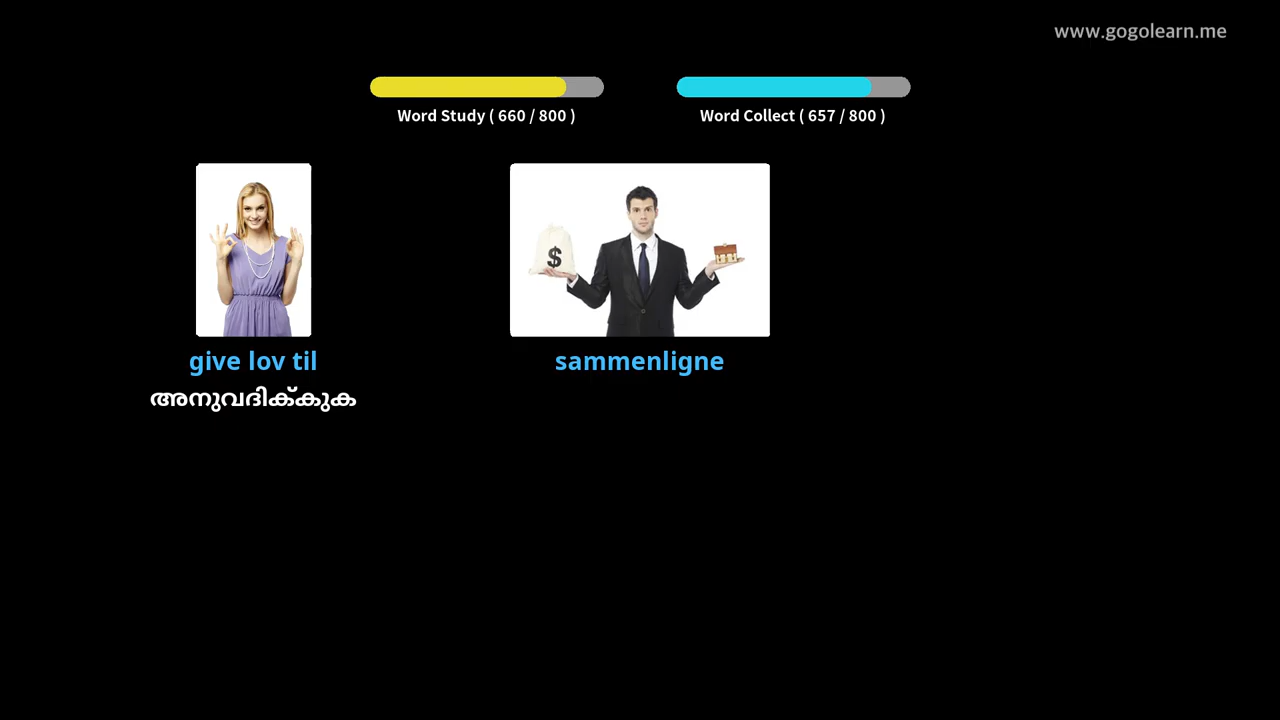 www.gogolearn.me
Word Study ( 660 / 800 )
Word Collect ( 657 / 800 )
$
give lov til
sammenligne
അനുവദിക്കുക